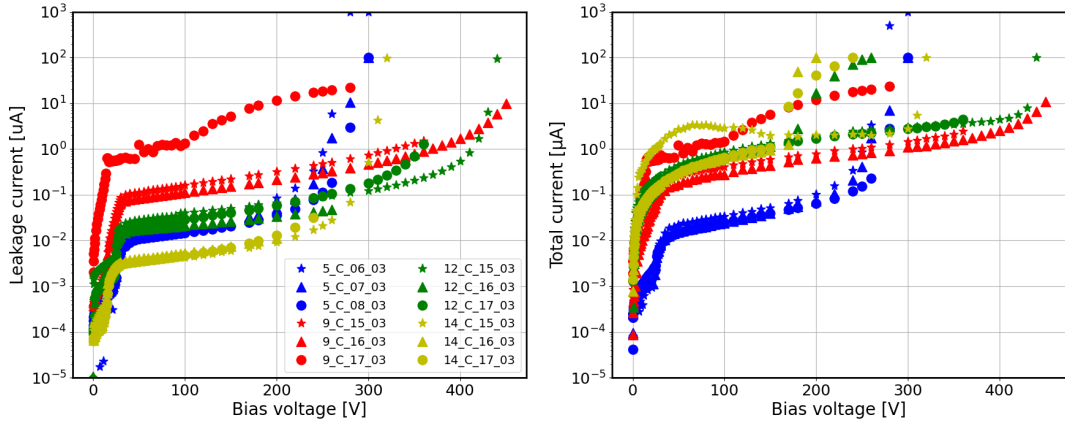 Leakage current [uA]
10³
10²
10¹
10⁰
10⁻¹
10⁻²
10⁻³
10⁻⁴
10⁻⁵
0 100 200 300 400
Bias voltage [V]
5_C_06_03
5_C_07_03
5_C_08_03
9_C_15_03
9_C_16_03
9_C_17_03
12_C_15_03
12_C_16_03
12_C_17_03
14_C_15_03
14_C_16_03
14_C_17_03
Total current [μA]
10³
10²
10¹
10⁰
10⁻¹
10⁻²
10⁻³
10⁻⁴
10⁻⁵
0 100 200 300 400
Bias voltage [V]